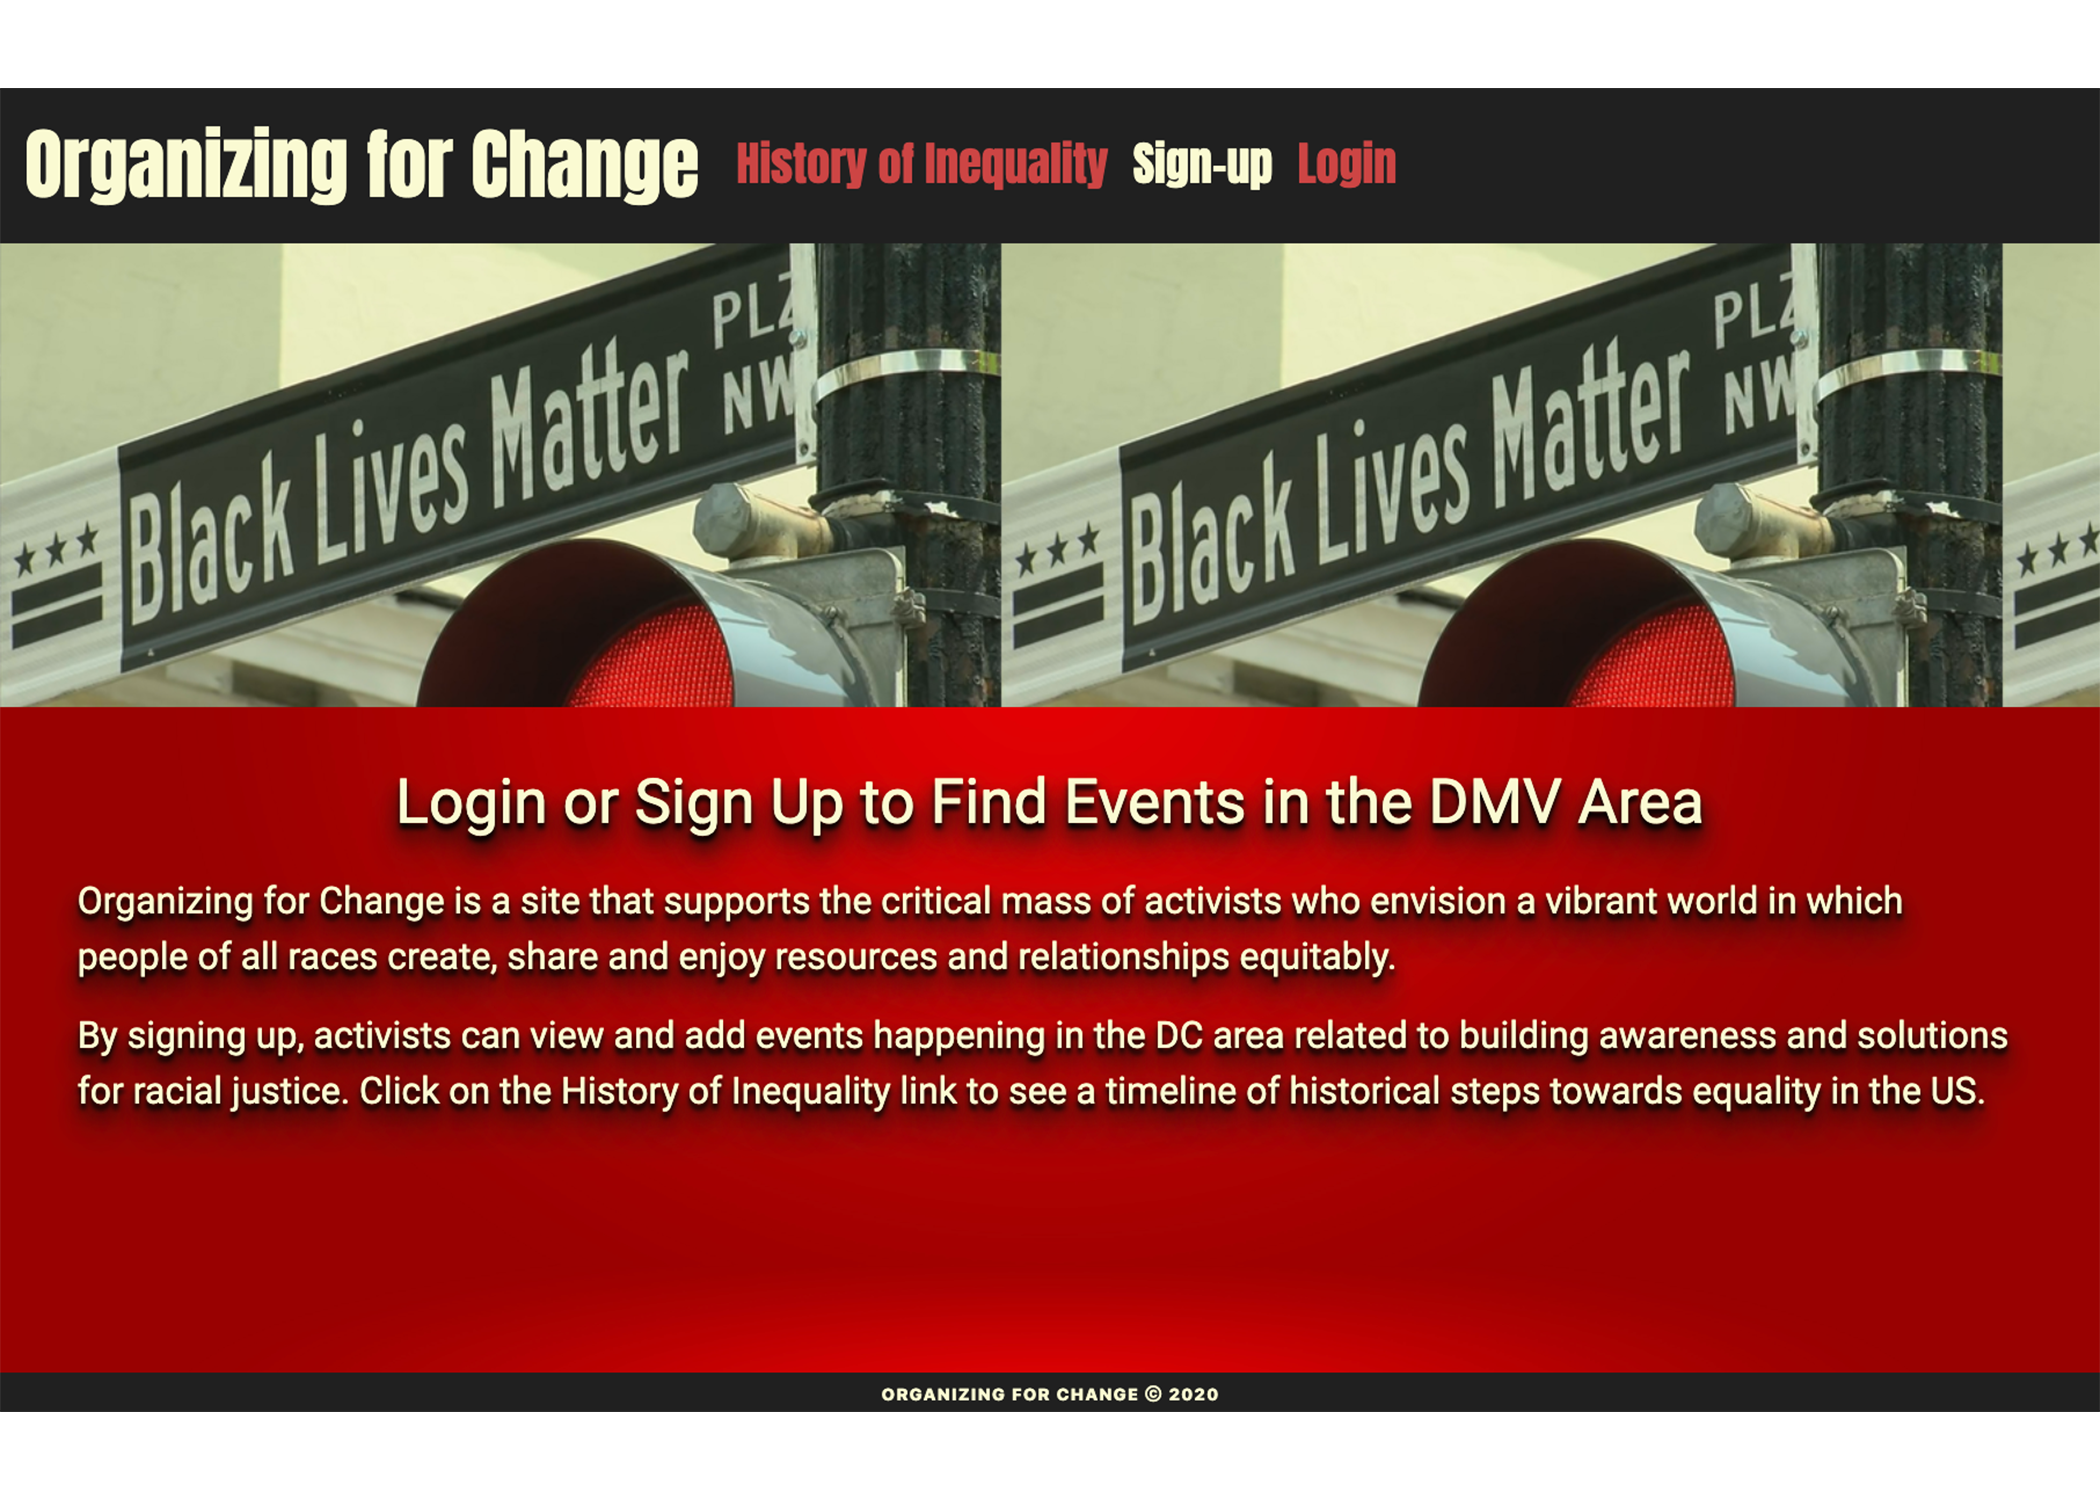 Organizing for Change History of Inequality Sign-up Login
Black Lives Matter PLZ NW
Black Lives Matter PLZ NW
Login or Sign Up to Find Events in the DMV Area
Organizing for Change is a site that supports the critical mass of activists who envision a vibrant world in which
people of all races create, share and enjoy resources and relationships equitably.
By signing up, activists can view and add events happening in the DC area related to building awareness and solutions
for racial justice. Click on the History of Inequality link to see a timeline of historical steps towards equality in the US.
ORGANIZING FOR CHANGE © 2020